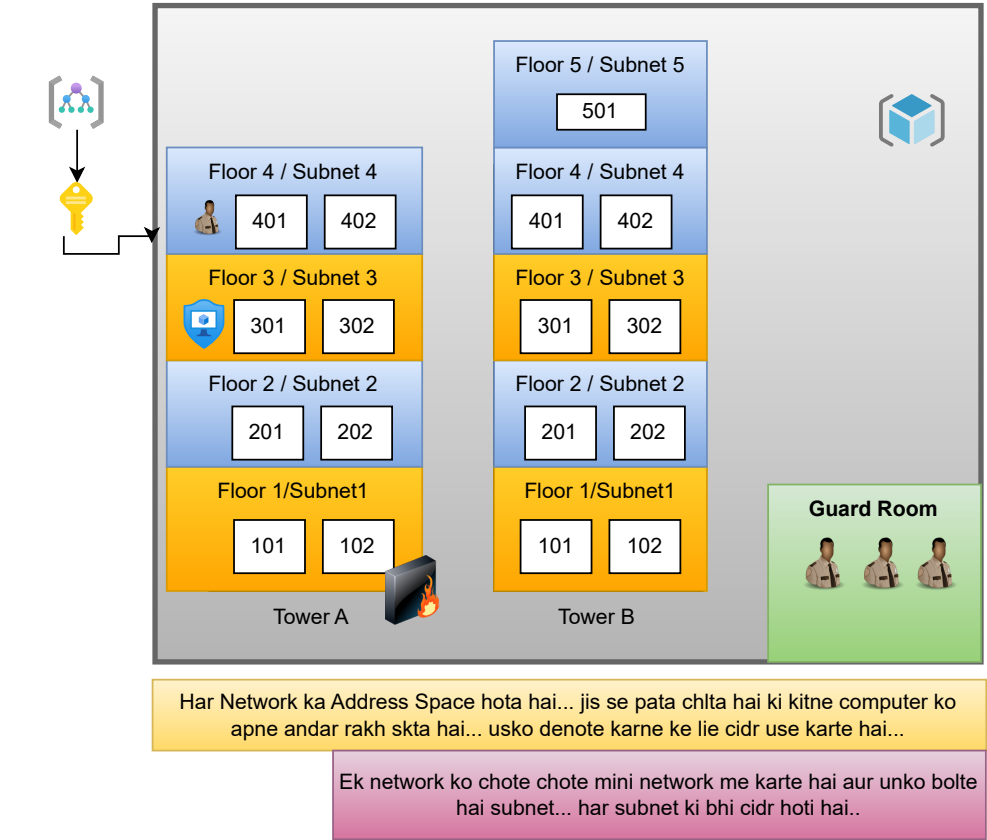 Floor 5 / Subnet 5
501
Floor 4 / Subnet 4
401 402
Floor 3 / Subnet 3
301 302
Floor 2 / Subnet 2
201 202
Floor 1/Subnet1
101 102
Tower A
Floor 4 / Subnet 4
401 402
Floor 3 / Subnet 3
301 302
Floor 2 / Subnet 2
201 202
Floor 1/Subnet1
101 102
Tower B
Guard Room
Har Network ka Address Space hota hai... jis se pata chlta hai ki kitne computer ko
apne andar rakh skta hai... usko denote karne ke lie cidr use karte hai...
Ek network ko chote chote mini network me karte hai aur unko bolte
hai subnet... har subnet ki bhi cidr hoti hai..